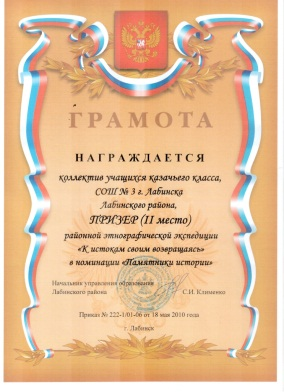 ГРАМОТА
НАГРАЖДАЕТСЯ
коллектив учащихся казачьего класса,
СОШ № 3 г. Лабинска
Лабинского района,
ПРИЗЕР (II место)
районной этнографической экспедиции
«К истокам своим возвращаясь»
в номинации «Памятники истории»
Начальник управления образования
Лабинского района С.И. Клименко
Приказ № 222-1/01-06 от 18 мая 2010 года
г. Лабинск